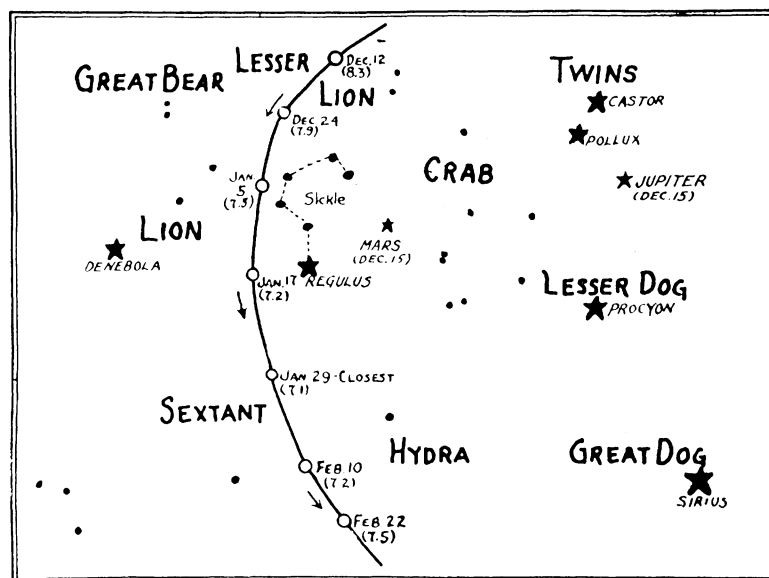 LESSER
LION
GREAT BEAR
TWINS
DEC. 12
(8.3)
CASTOR
POLLUX
DEC 24
(7.9)
JAN
5
(7.5)
Sickle
CRAB
JUPITER
(DEC. 15)
LION
DENEBOLA
MARS
(DEC. 15)
JAN. 17
(7.2)
REGULUS
LESSER DOG
PROCYON
JAN 29-CLOSEST
(7.1)
SEXTANT
HYDRA
GREAT DOG
SIRIUS
FEB 10
(7.2)
FEB 22
(7.5)